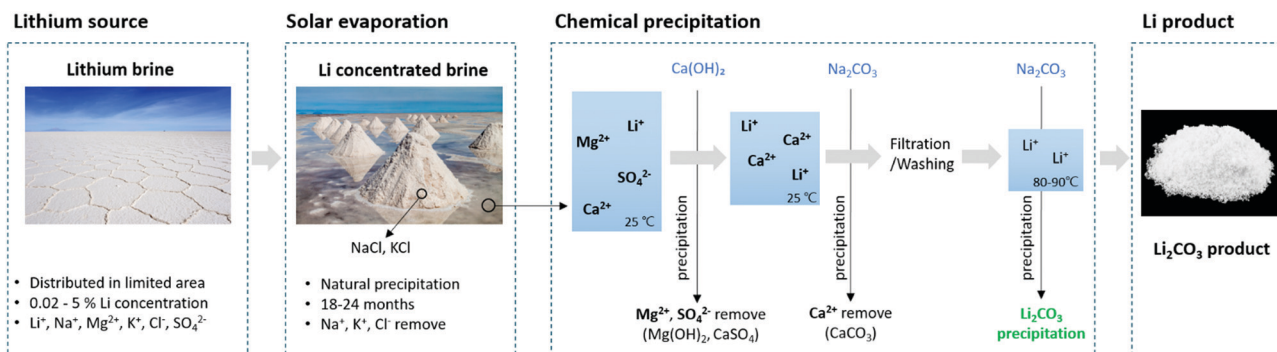 Lithium source
Lithium brine
• Distributed in limited area
• 0.02 - 5 % Li concentration
• Li⁺, Na⁺, Mg²⁺, K⁺, Cl⁻, SO₄²⁻
Solar evaporation
Li concentrated brine
NaCl, KCl
• Natural precipitation
• 18-24 months
• Na⁺, K⁺, Cl⁻ remove
Chemical precipitation
Ca(OH)₂
Na₂CO₃
Na₂CO₃
Li⁺
Mg²⁺
SO₄²⁻
Ca²⁺
25 ℃
Li⁺
Ca²⁺
Ca²⁺
Li⁺
25 ℃
Filtration
/Washing
Li⁺
Li⁺
80-90℃
precipitation
precipitation
precipitation
Mg²⁺, SO₄²⁻ remove
(Mg(OH)₂, CaSO₄)
Ca²⁺ remove
(CaCO₃)
Li₂CO₃
precipitation
Li product
Li₂CO₃ product